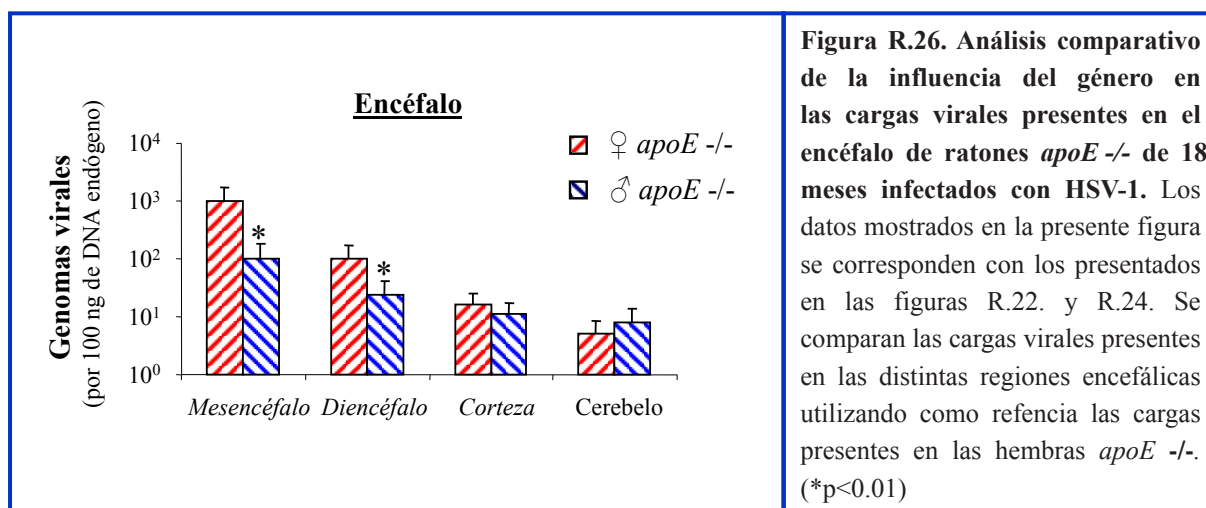 Encéfalo
Genomas virales
(por 100 ng de DNA endógeno)
10⁴
10³
10²
10¹
10⁰
♀ apoE -/-
♂ apoE -/-
*
*
Mesencéfalo Diencéfalo Corteza Cerebelo
Figura R.26. Análisis comparativo
de la influencia del género en
las cargas virales presentes en el
encéfalo de ratones apoE -/- de 18
meses infectados con HSV-1. Los
datos mostrados en la presente figura
se corresponden con los presentados
en las figuras R.22. y R.24. Se
comparan las cargas virales presentes
en las distintas regiones encefálicas
utilizando como refencia las cargas
presentes en las hembras apoE -/-.
(*p<0.01)